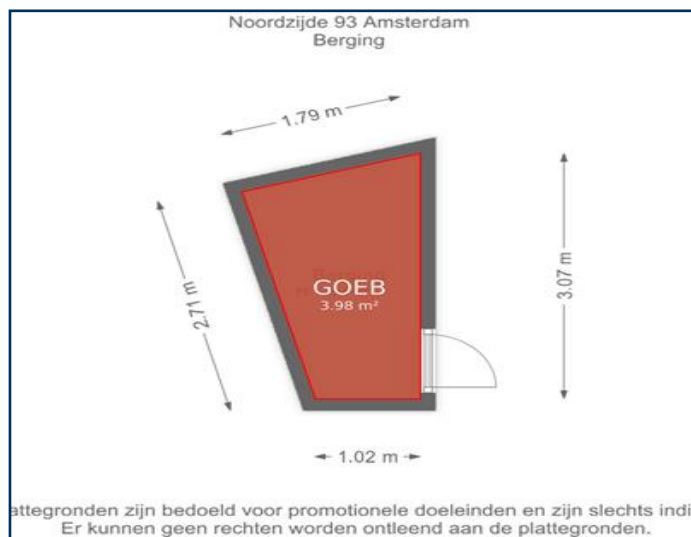 Noordzijde 93 Amsterdam
Berging
1.79 m
2.71 m
3.07 m
GOEB
3.98 m²
1.02 m
attegronden zijn bedoeld voor promotionele doeleinden en zijn slechts indi
Er kunnen geen rechten worden ontleend aan de plattegronden.